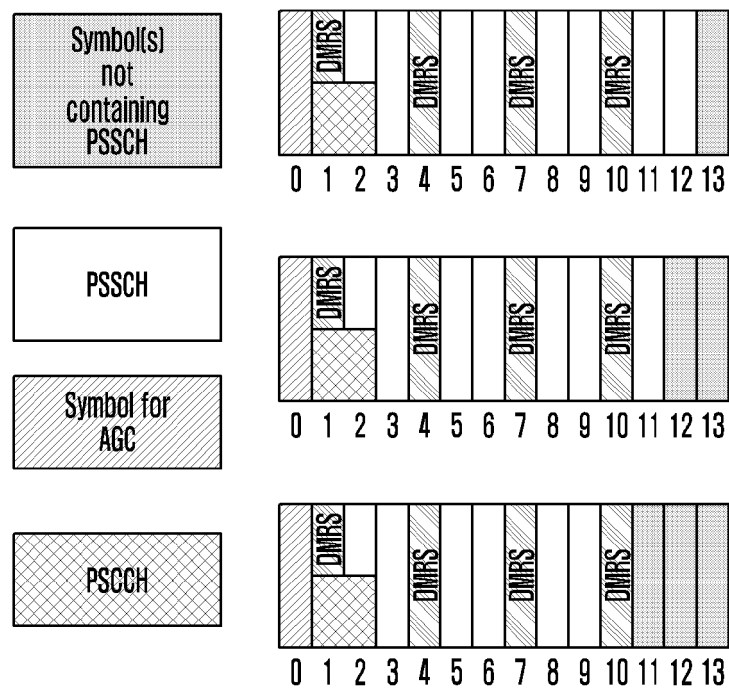 Symbol(s)
not
containing
PSSCH
PSSCH
Symbol for
AGC
PSCCH
DMRS DMRS DMRS DMRS
0 1 2 3 4 5 6 7 8 9 10 11 12 13
DMRS DMRS DMRS DMRS
0 1 2 3 4 5 6 7 8 9 10 11 12 13
DMRS DMRS DMRS DMRS
0 1 2 3 4 5 6 7 8 9 10 11 12 13